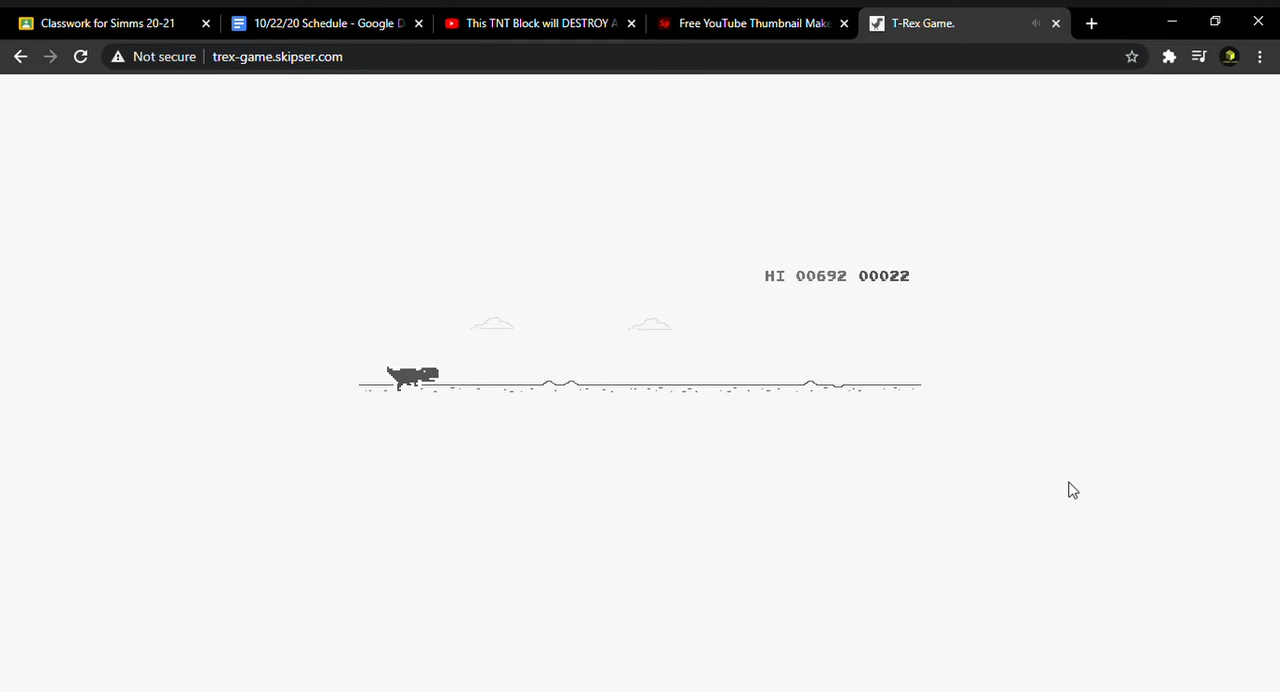 Classwork for Simms 20-21
10/22/20 Schedule - Google D
This TNT Block will DESTROY A
Free YouTube Thumbnail Make
T-Rex Game.
Not secure
trex-game.skipser.com
HI 00692 00022